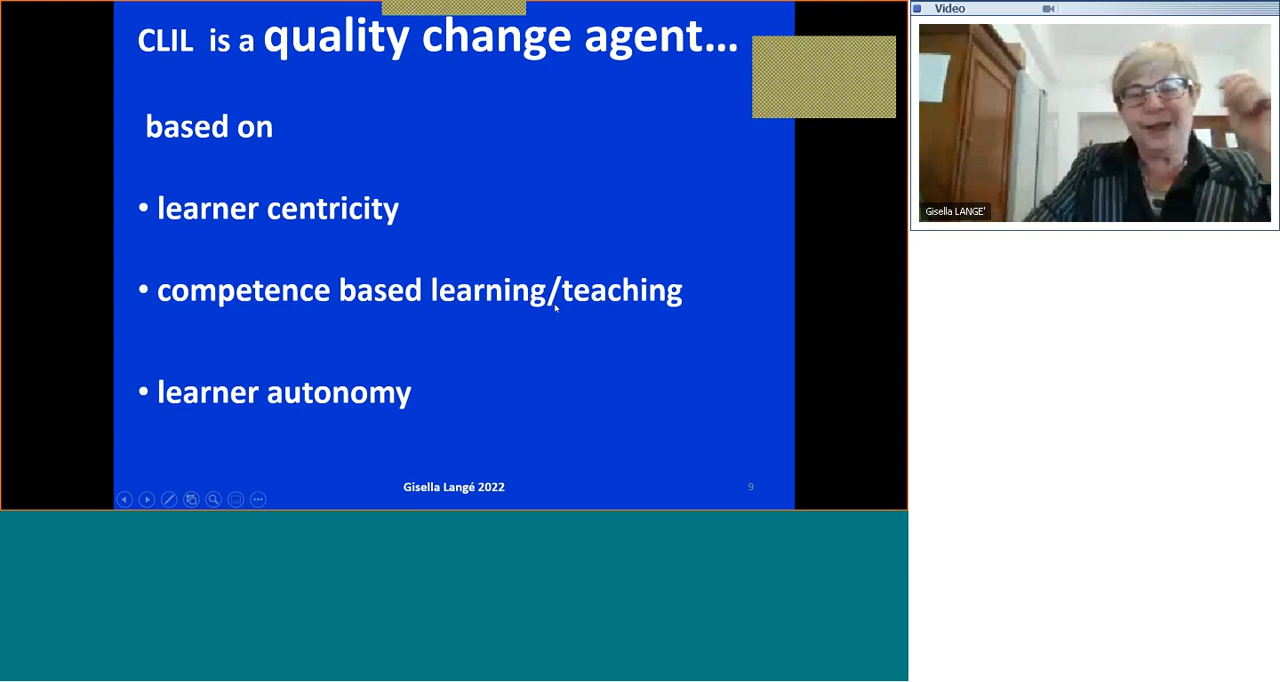 CLIL is a quality change agent...
based on
• learner centricity
• competence based learning/teaching
• learner autonomy
Gisella Langé 2022
9
Video
Gisella LANGE'